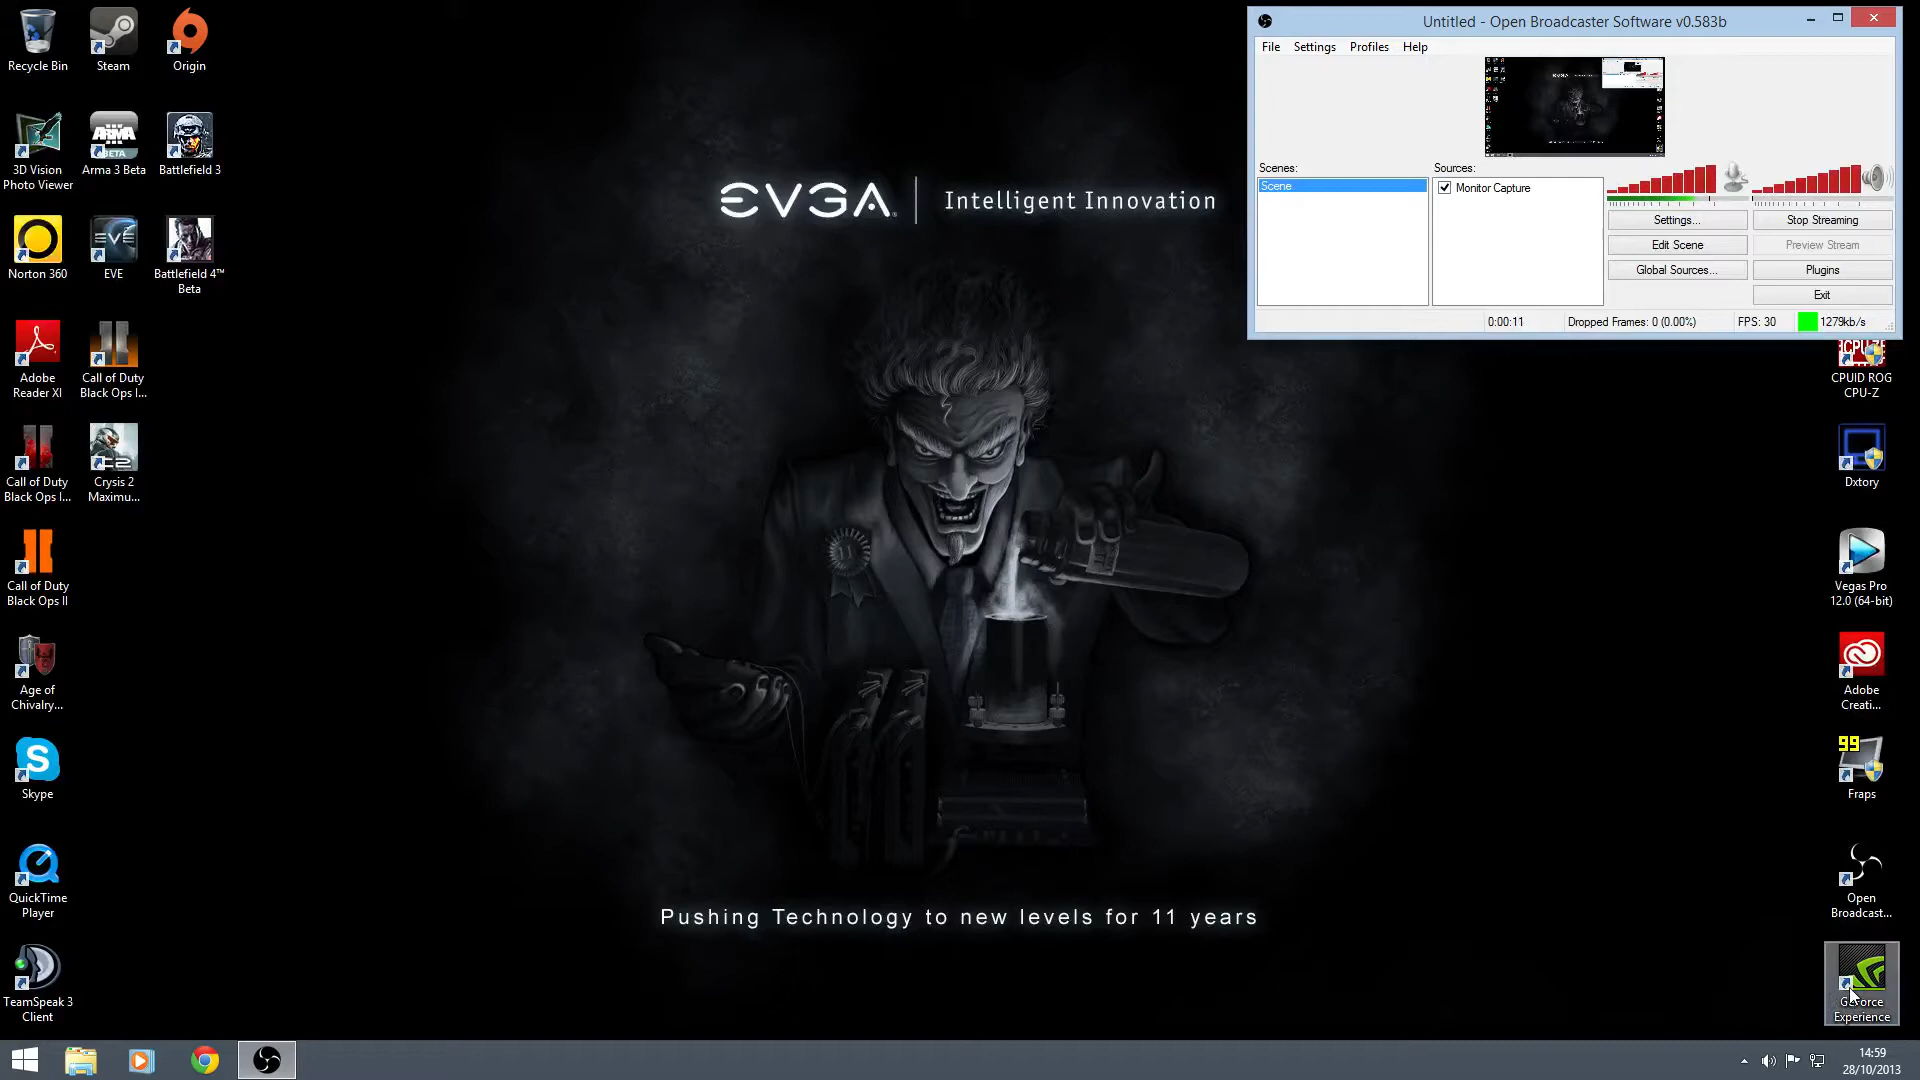 Recycle Bin
Steam
Origin
3D Vision
Photo Viewer
Arma 3 Beta
Battlefield 3
Norton 360
EVE
Battlefield 4™
Beta
Adobe
Reader XI
Call of Duty
Black Ops I...
Call of Duty
Black Ops I...
Crysis 2
Maximu...
Call of Duty
Black Ops II
Age of
Chivalry...
Skype
QuickTime
Player
TeamSpeak 3
Client
EVGA
Intelligent Innovation
11
Pushing Technology to new levels for 11 years
Untitled - Open Broadcaster Software v0.583b
File Settings Profiles Help
Scenes:
Scene
Sources:
Monitor Capture
Settings...
Stop Streaming
Edit Scene
Preview Stream
Global Sources...
Plugins
Exit
0:00:11
Dropped Frames: 0 (0.00%)
FPS: 30
1279kb/s
CPUID ROG
CPU-Z
Dxtory
Vegas Pro
12.0 (64-bit)
Adobe
Creati...
99
Fraps
Open
Broadcast...
GeForce
Experience
14:59
28/10/2013